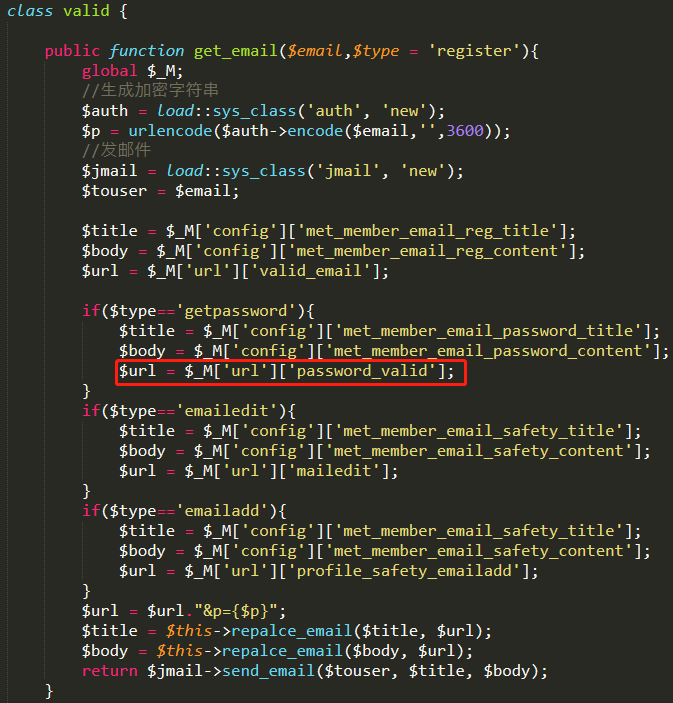 class valid {
public function get_email($email,$type = 'register'){
global $_M;
//生成加密字符串
$auth = load::sys_class('auth', 'new');
$p = urlencode($auth->encode($email,'',3600));
//发邮件
$jmail = load::sys_class('jmail', 'new');
$touser = $email;
$title = $_M['config']['met_member_email_reg_title'];
$body = $_M['config']['met_member_email_reg_content'];
$url = $_M['url']['valid_email'];
if($type=='getpassword'){
$title = $_M['config']['met_member_email_password_title'];
$body = $_M['config']['met_member_email_password_content'];
$url = $_M['url']['password_valid'];
}
if($type=='emailedit'){
$title = $_M['config']['met_member_email_safety_title'];
$body = $_M['config']['met_member_email_safety_content'];
$url = $_M['url']['mailedit'];
}
if($type=='emailadd'){
$title = $_M['config']['met_member_email_safety_title'];
$body = $_M['config']['met_member_email_safety_content'];
$url = $_M['url']['profile_safety_emailadd'];
}
$url = $url."&p={$p}";
$title = $this->repalce_email($title, $url);
$body = $this->repalce_email($body, $url);
return $jmail->send_email($touser, $title, $body);
}